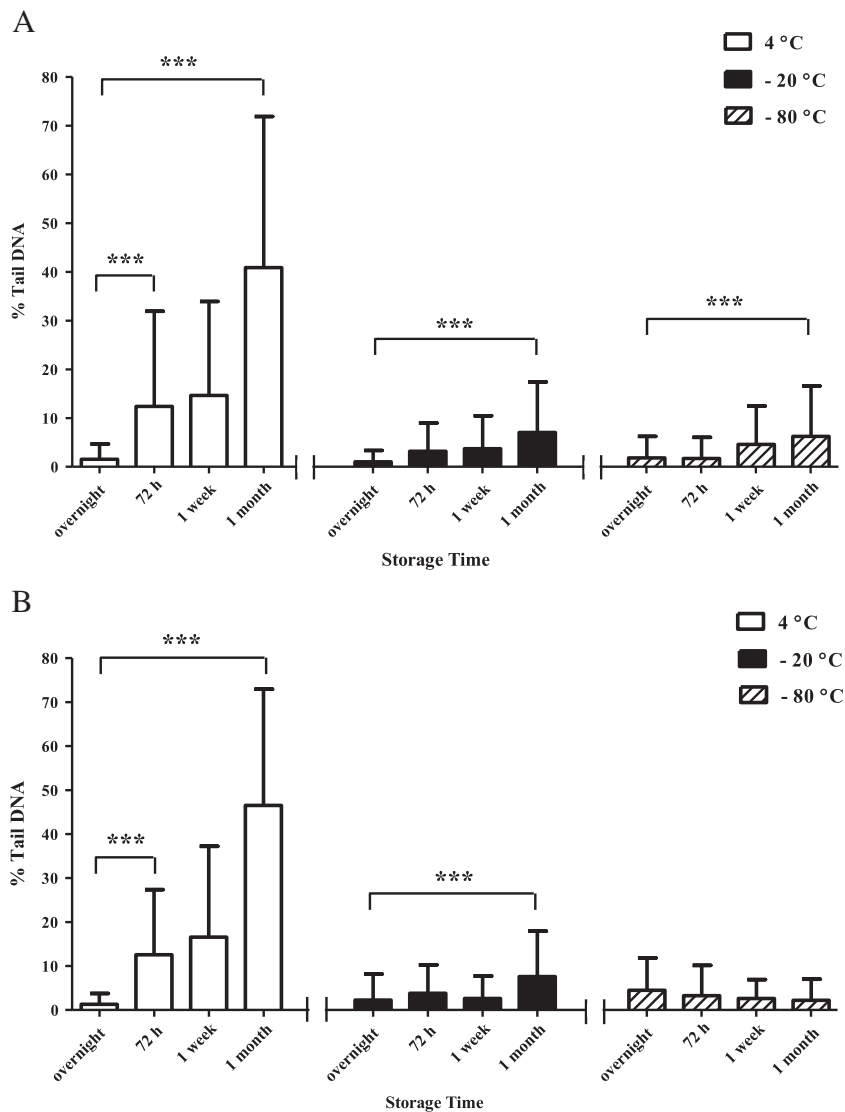 A
4 °C
- 20 °C
- 80 °C
***
80
70
60
50
40
30
20
10
0
% Tail DNA
***
***
***
overnight
72 h
1 week
1 month
overnight
72 h
1 week
1 month
overnight
72 h
1 week
1 month
Storage Time
B
4 °C
- 20 °C
- 80 °C
***
80
70
60
50
40
30
20
10
0
% Tail DNA
***
***
overnight
72 h
1 week
1 month
overnight
72 h
1 week
1 month
overnight
72 h
1 week
1 month
Storage Time